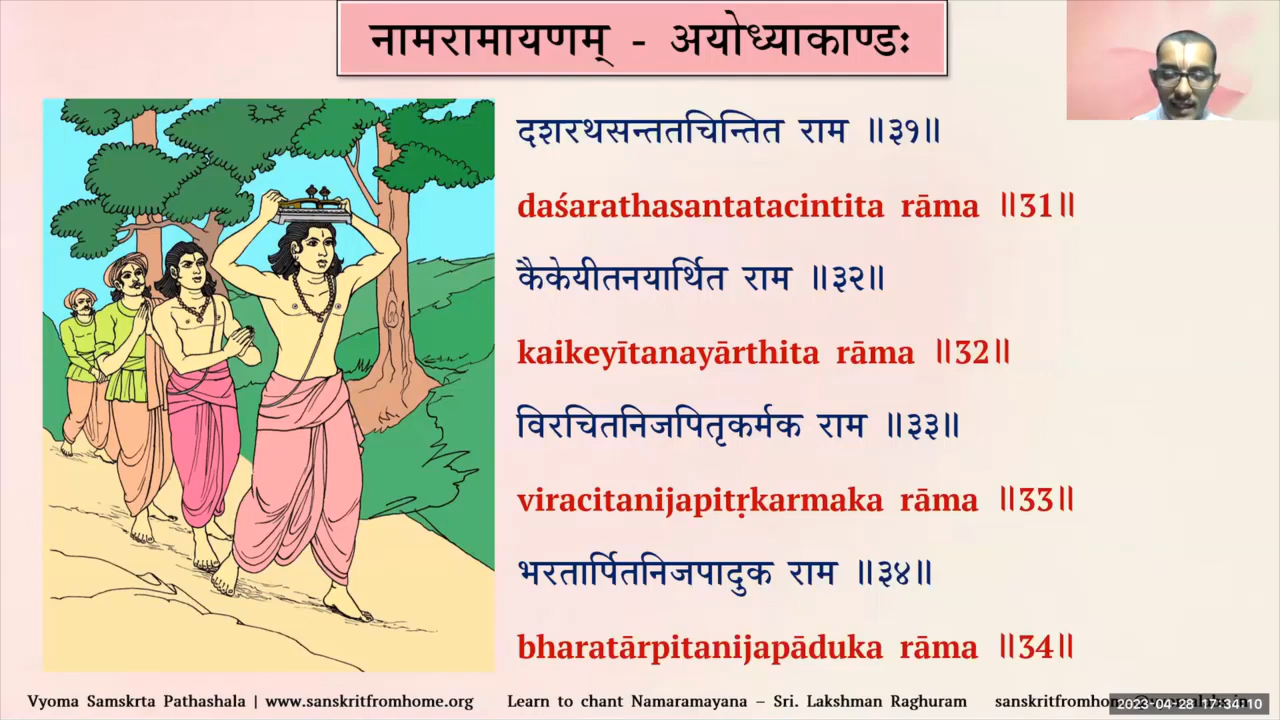 नामरामायणम् - अयोध्याकाण्डः
दशरथसन्ततचिन्तित राम ॥३१॥
daśarathasantatacintita rāma ॥31॥
कैकेयीतनयार्थित राम ॥३२॥
kaikeyītanayārthita rāma ॥32॥
विरचितनिजपितृकर्मक राम ॥३३॥
viracitanijapitṛkarmaka rāma ॥33॥
भरतार्पितनिजपादुक राम ॥३४॥
bharatārpitanijapāduka rāma ॥34॥
Vyoma Samskrta Pathashala | www.sanskritfromhome.org Learn to chant Namaramayana – Sri. Lakshman Raghuram
2023-04-28 17:34:10